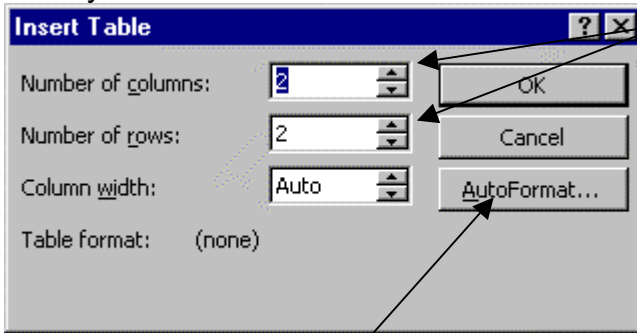 Insert Table
Number of columns: 2
OK
Number of rows: 2
Cancel
Column width: Auto
AutoFormat...
Table format: (none)